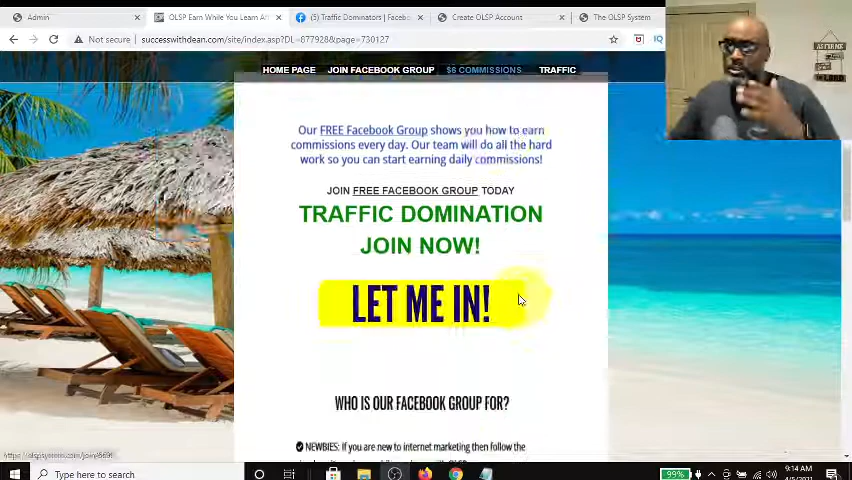 Admin
OLSP Earn While You Learn Aff
(5) Traffic Dominators | Facebook
Create OLSP Account
The OLSP System
Not secure
successwithdean.com/site/index.asp?DL=877928&page=730127
HOME PAGE
JOIN FACEBOOK GROUP
$6 COMMISSIONS
TRAFFIC
Our FREE Facebook Group shows you how to earn
commissions every day. Our team will do all the hard
work so you can start earning daily commissions!
JOIN FREE FACEBOOK GROUP TODAY
TRAFFIC DOMINATION
JOIN NOW!
LET ME IN!
WHO IS OUR FACEBOOK GROUP FOR?
NEWBIES: If you are new to internet marketing then follow the
Type here to search
99%
9:14 AM